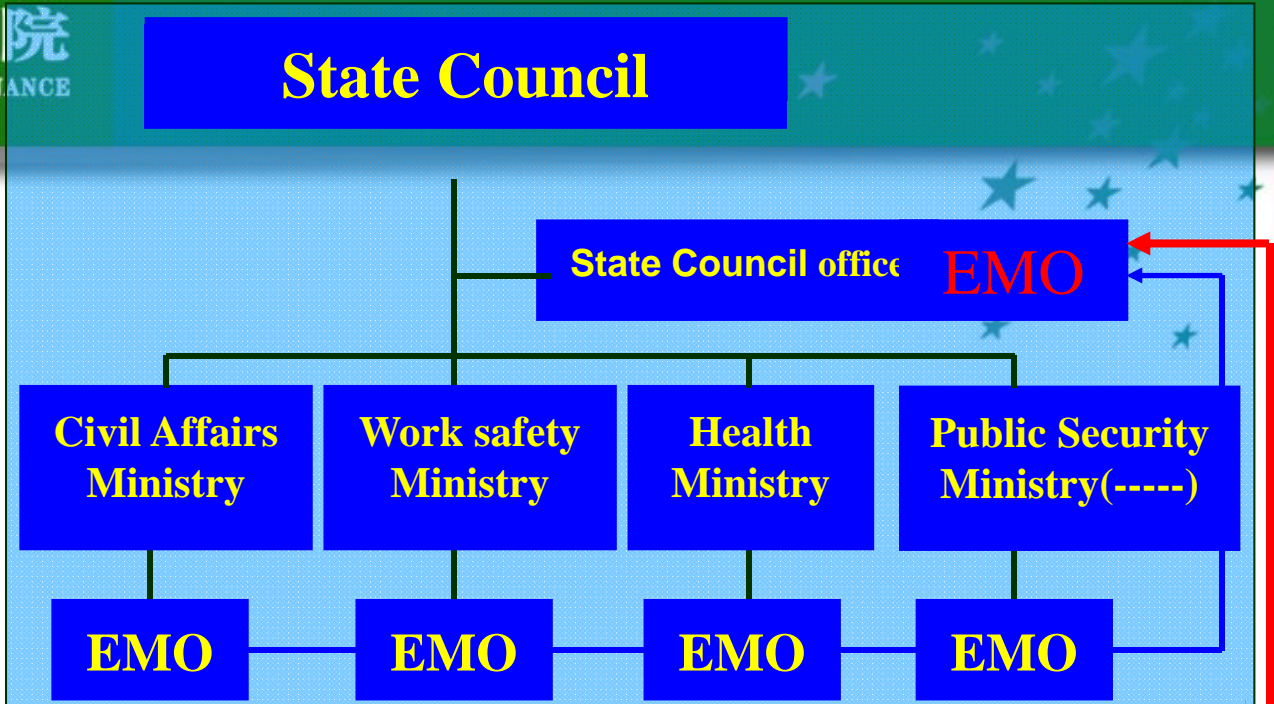 院
State Council
State Council office EMO
Civil Affairs
Ministry
Work safety
Ministry
Health
Ministry
Public Security
Ministry(-----)
EMO
EMO
EMO
EMO